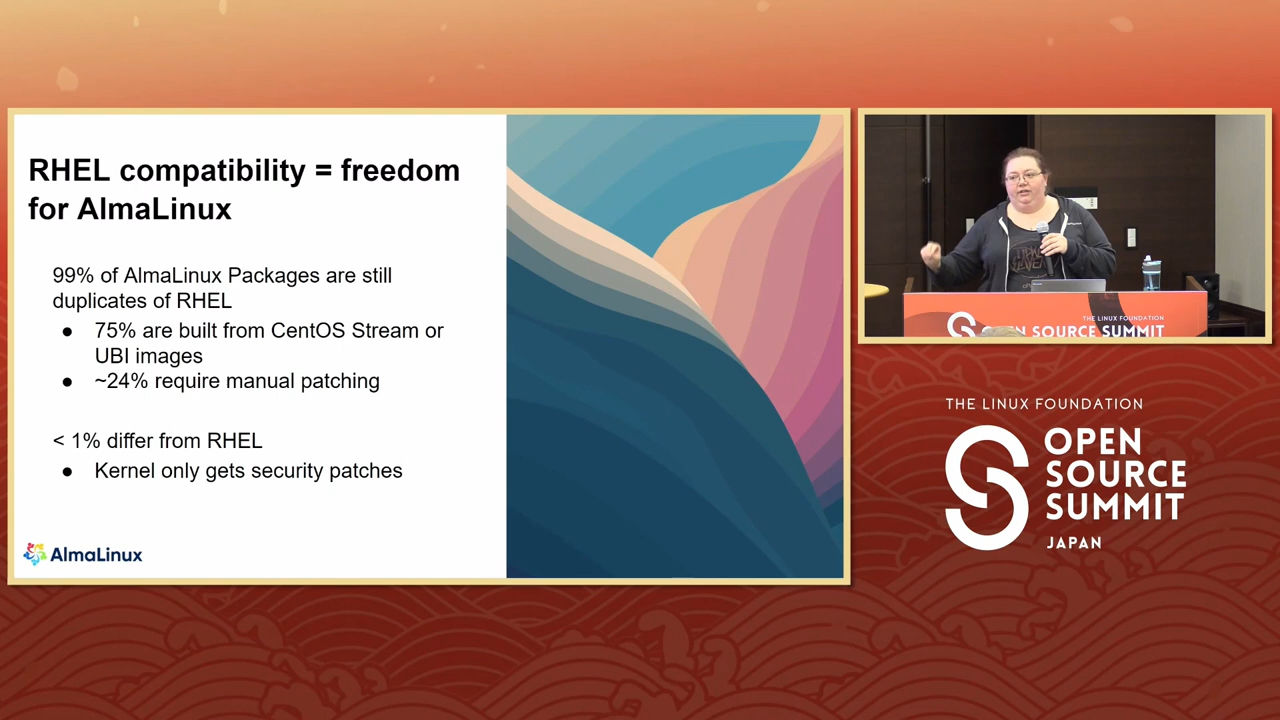 RHEL compatibility = freedom
for AlmaLinux
99% of AlmaLinux Packages are still
duplicates of RHEL
● 75% are built from CentOS Stream or
UBI images
● ~24% require manual patching
< 1% differ from RHEL
● Kernel only gets security patches
AlmaLinux
THE LINUX FOUNDATION
OPEN SOURCE SUMMIT
THE LINUX FOUNDATION
OPEN
SOURCE
SUMMIT
JAPAN